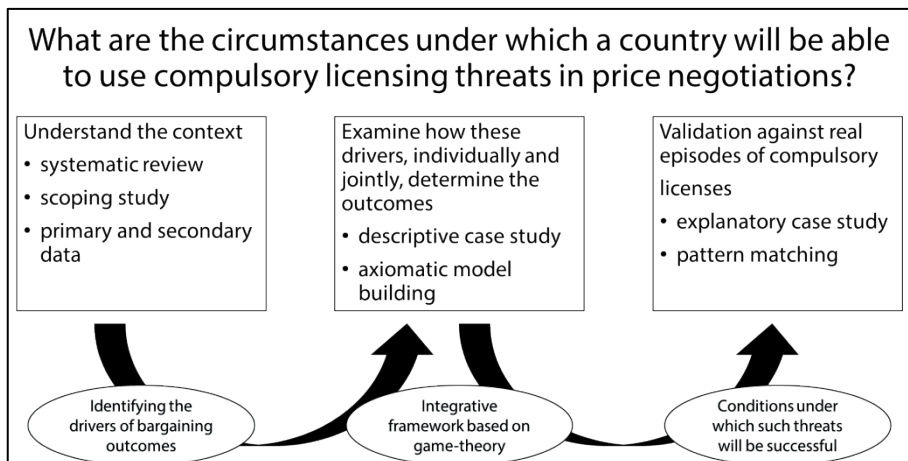 What are the circumstances under which a country will be able
to use compulsory licensing threats in price negotiations?
Understand the context
• systematic review
• scoping study
• primary and secondary
data
Examine how these
drivers, individually and
jointly, determine the
outcomes
• descriptive case study
• axiomatic model
building
Validation against real
episodes of compulsory
licenses
• explanatory case study
• pattern matching
Identifying the
drivers of bargaining
outcomes
Integrative
framework based on
game-theory
Conditions under
which such threats
will be successful